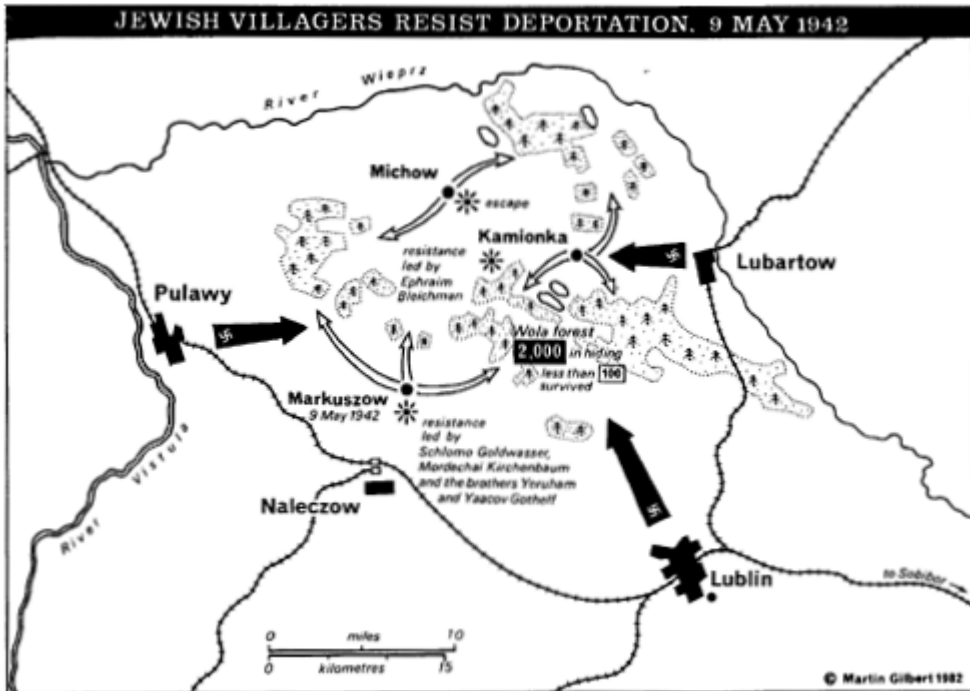 JEWISH VILLAGERS RESIST DEPORTATION. 9 MAY 1942
River Wieprz
Michow
escape
Kamionka
resistance
led by
Ephraim
Bleichman
Lubartow
Pulawy
Wola forest
2,000 in hiding
less than 100
survived
Markuszow
9 May 1942
resistance
led by
Schlomo Goldwasser,
Mordechai Kirchenbaum
and the brothers Yeruham
and Yaacov Gothelf
River Vistula
Naleczow
Lublin
to Sobibor
0 miles 10
0 kilometres 15
© Martin Gilbert 1982